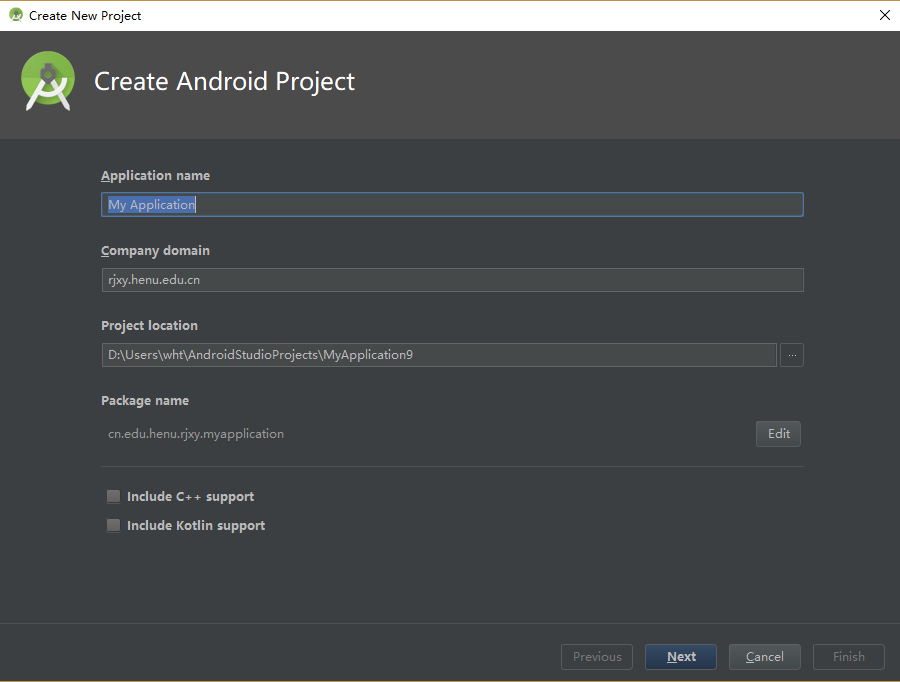 Create New Project
Create Android Project
Application name
My Application
Company domain
rjxy.henu.edu.cn
Project location
D:\Users\wht\AndroidStudioProjects\MyApplication9
...
Package name
cn.edu.henu.rjxy.myapplication
Edit
Include C++ support
Include Kotlin support
Previous
Next
Cancel
Finish